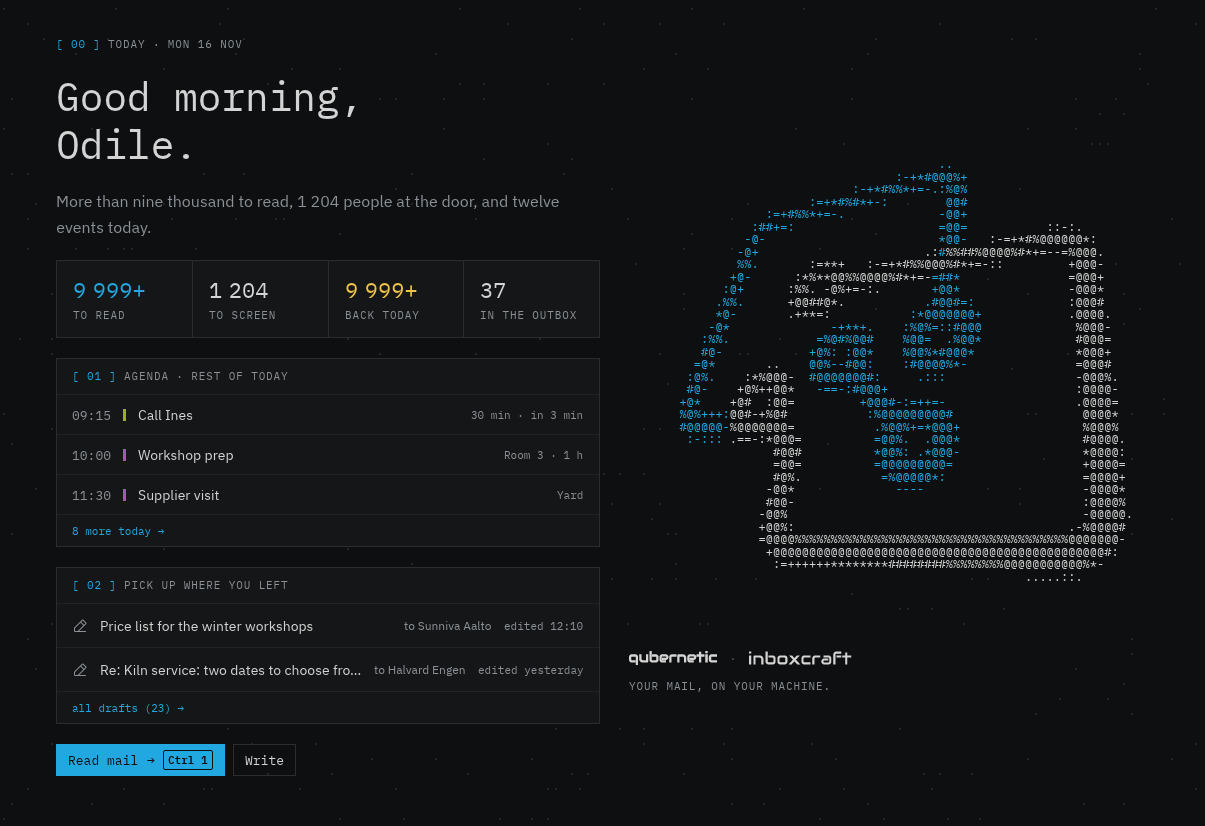 [ 00 ] TODAY · MON 16 NOV
Good morning,
Odile.
More than nine thousand to read, 1 204 people at the door, and twelve
events today.
9 999+
TO READ
1 204
TO SCREEN
9 999+
BACK TODAY
37
IN THE OUTBOX
[ 01 ] AGENDA · REST OF TODAY
09:15 Call Ines 30 min · in 3 min
10:00 Workshop prep Room 3 · 1 h
11:30 Supplier visit Yard
8 more today →
[ 02 ] PICK UP WHERE YOU LEFT
Price list for the winter workshops to Sunniva Aalto edited 12:10
Re: Kiln service: two dates to choose fro… to Halvard Engen edited yesterday
all drafts (23) →
Read mail → Ctrl 1 Write
qubernetic · inboxcraft
YOUR MAIL, ON YOUR MACHINE.